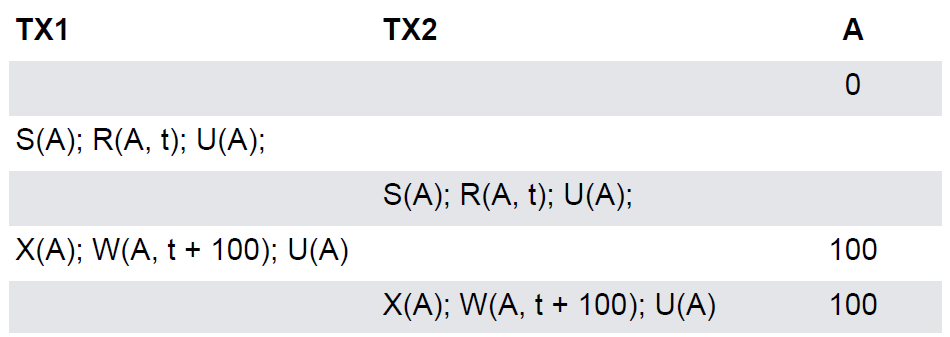 TX1 TX2 A
0
S(A); R(A, t); U(A);
S(A); R(A, t); U(A);
X(A); W(A, t + 100); U(A) 100
X(A); W(A, t + 100); U(A) 100